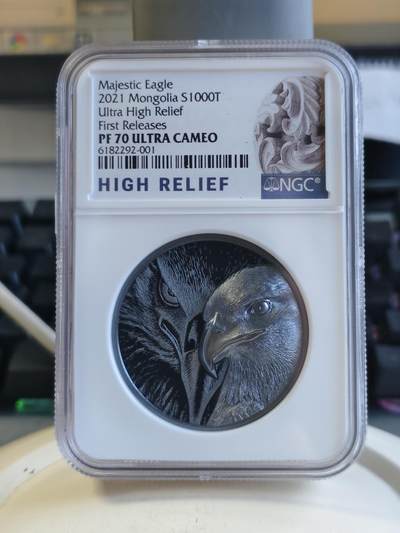 Majestic Eagle
2021 Mongolia S1000T
Ultra High Relief
First Releases
PF 70 ULTRA CAMEO
6182292-001
HIGH RELIEF
NGC®